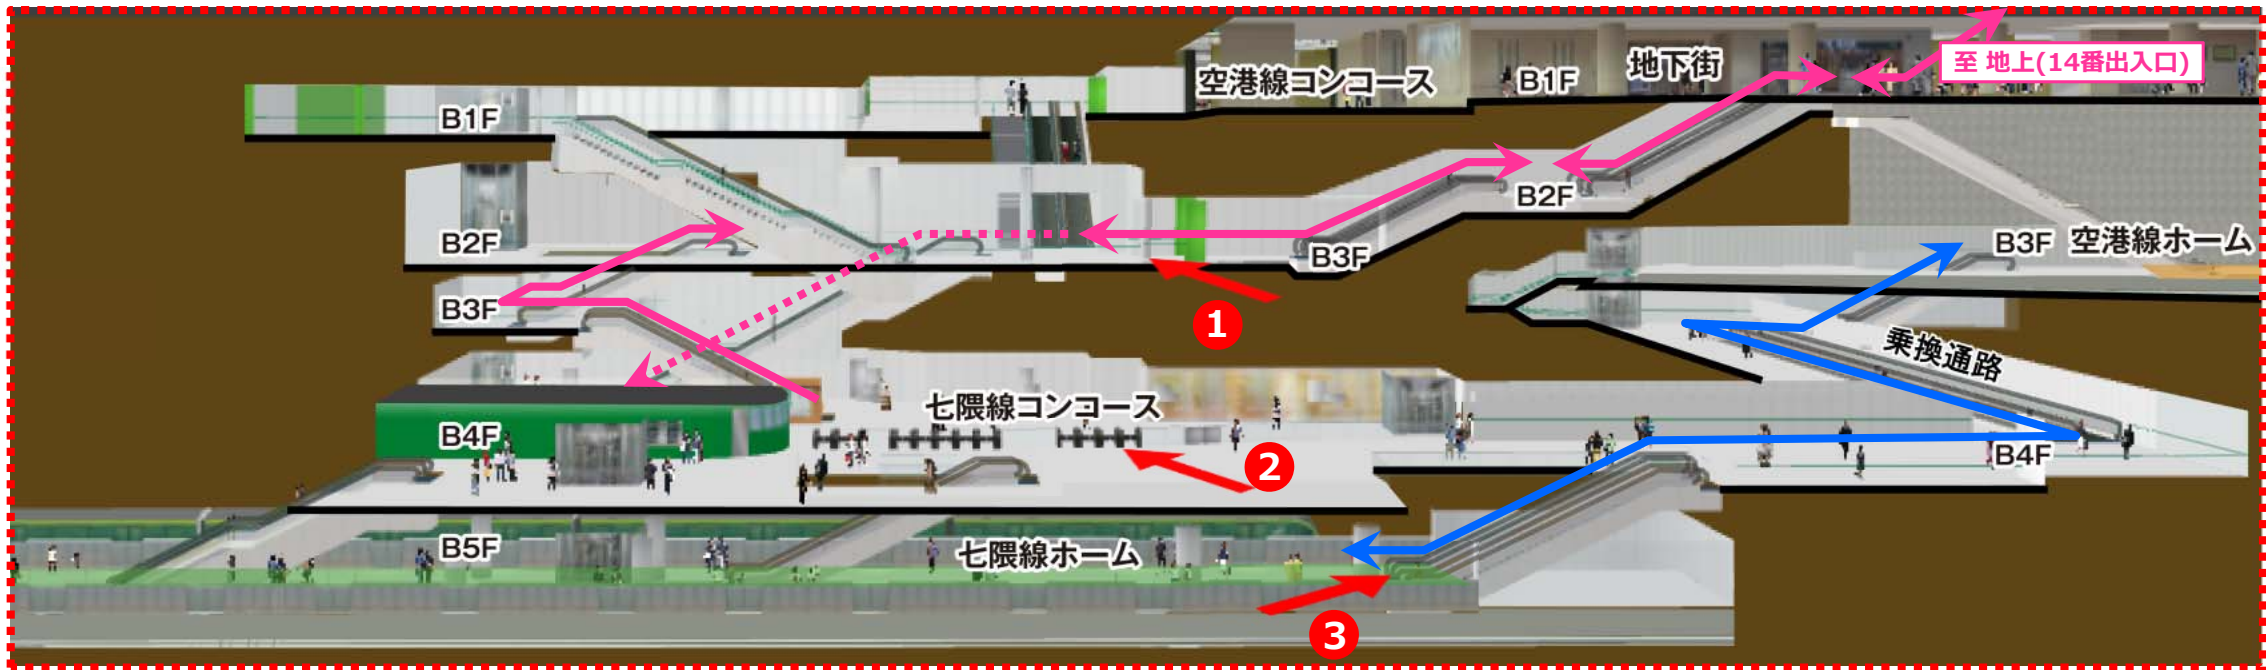 空港線コンコース
B1F
地下街
至 地上(14番出入口)
B1F
B2F
B2F
B3F
B3F
空港線ホーム
B3F
1
乗換通路
七隈線コンコース
B4F
2
B4F
B5F
七隈線ホーム
3